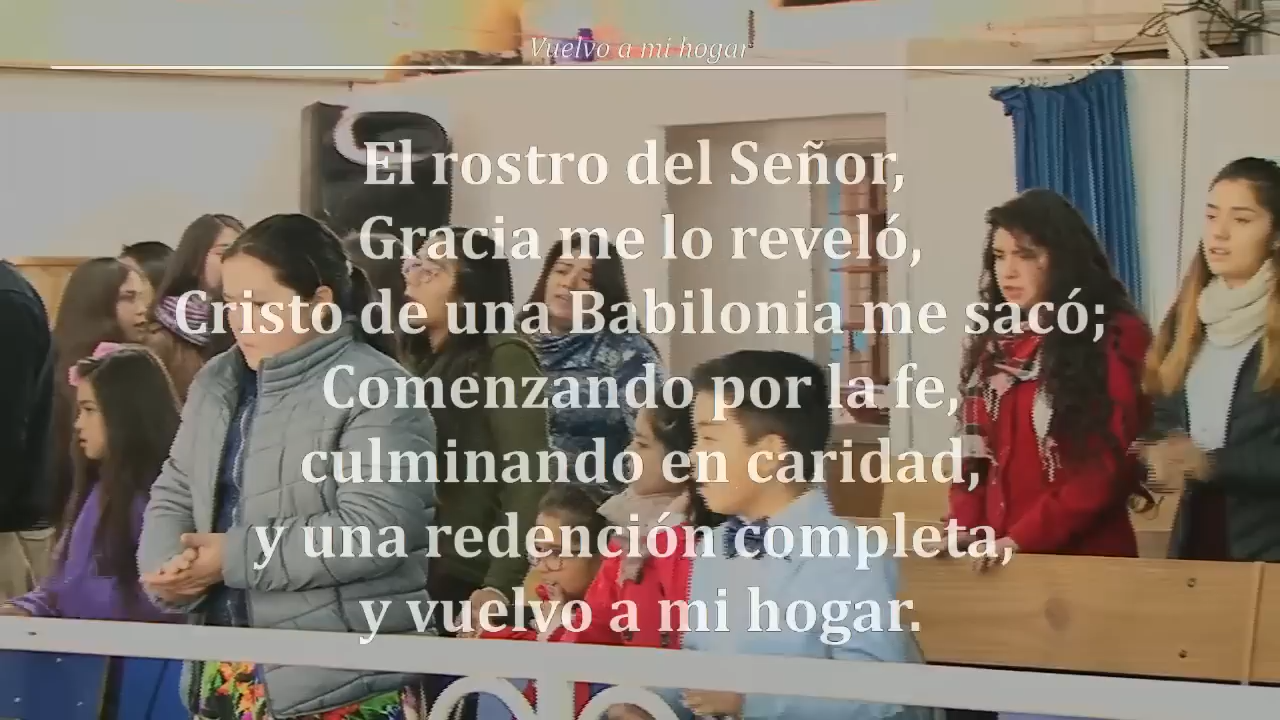 Vuelvo a mi hogar
El rostro del Señor,
Gracia me lo reveló,
Cristo de una Babilonia me sacó;
Comenzando por la fe,
culminando en caridad,
y una redención completa,
y vuelvo a mi hogar.